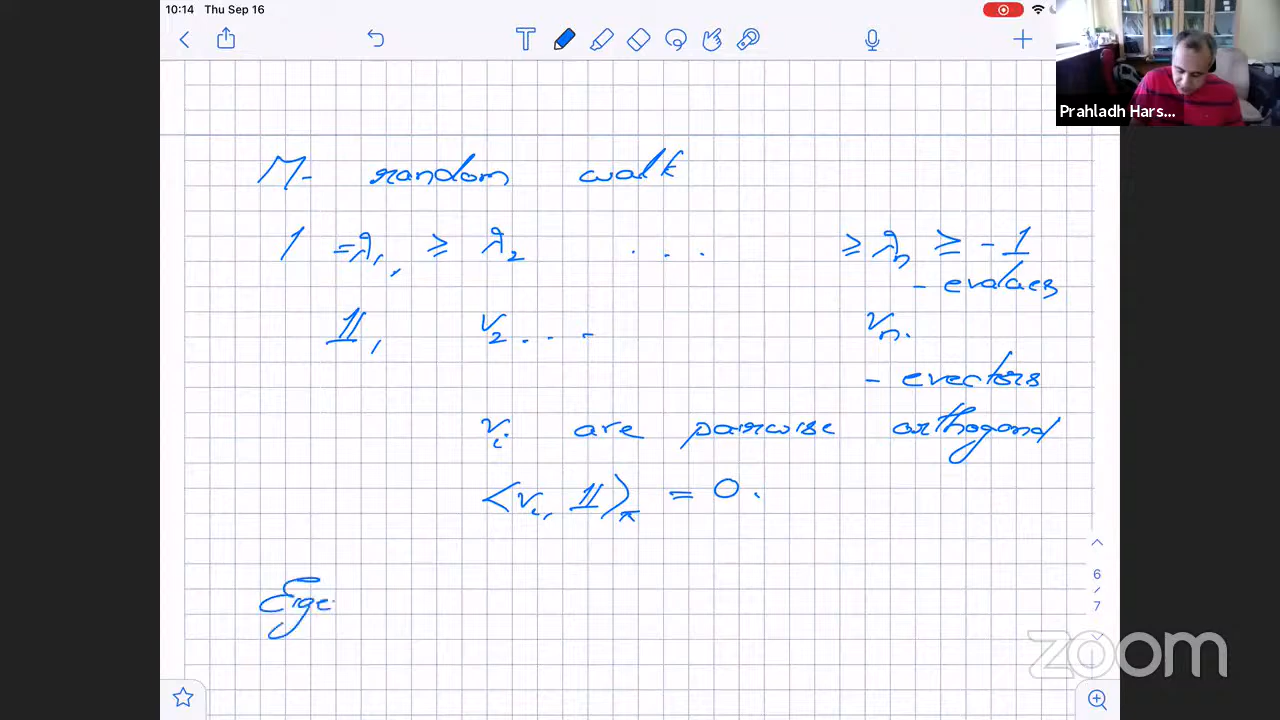 10:14 Thu Sep 16
Prahladh Hars...
M - random walk
1 = λ₁, ≥ λ₂ . . . ≥ λₙ ≥ -1
- evalues
𝟙, v₂ . . . vₙ.
- evectors
vᵢ are pairwise orthogonal
⟨vᵢ, 𝟙⟩_π = 0.
Eige
6
/
7
zoom